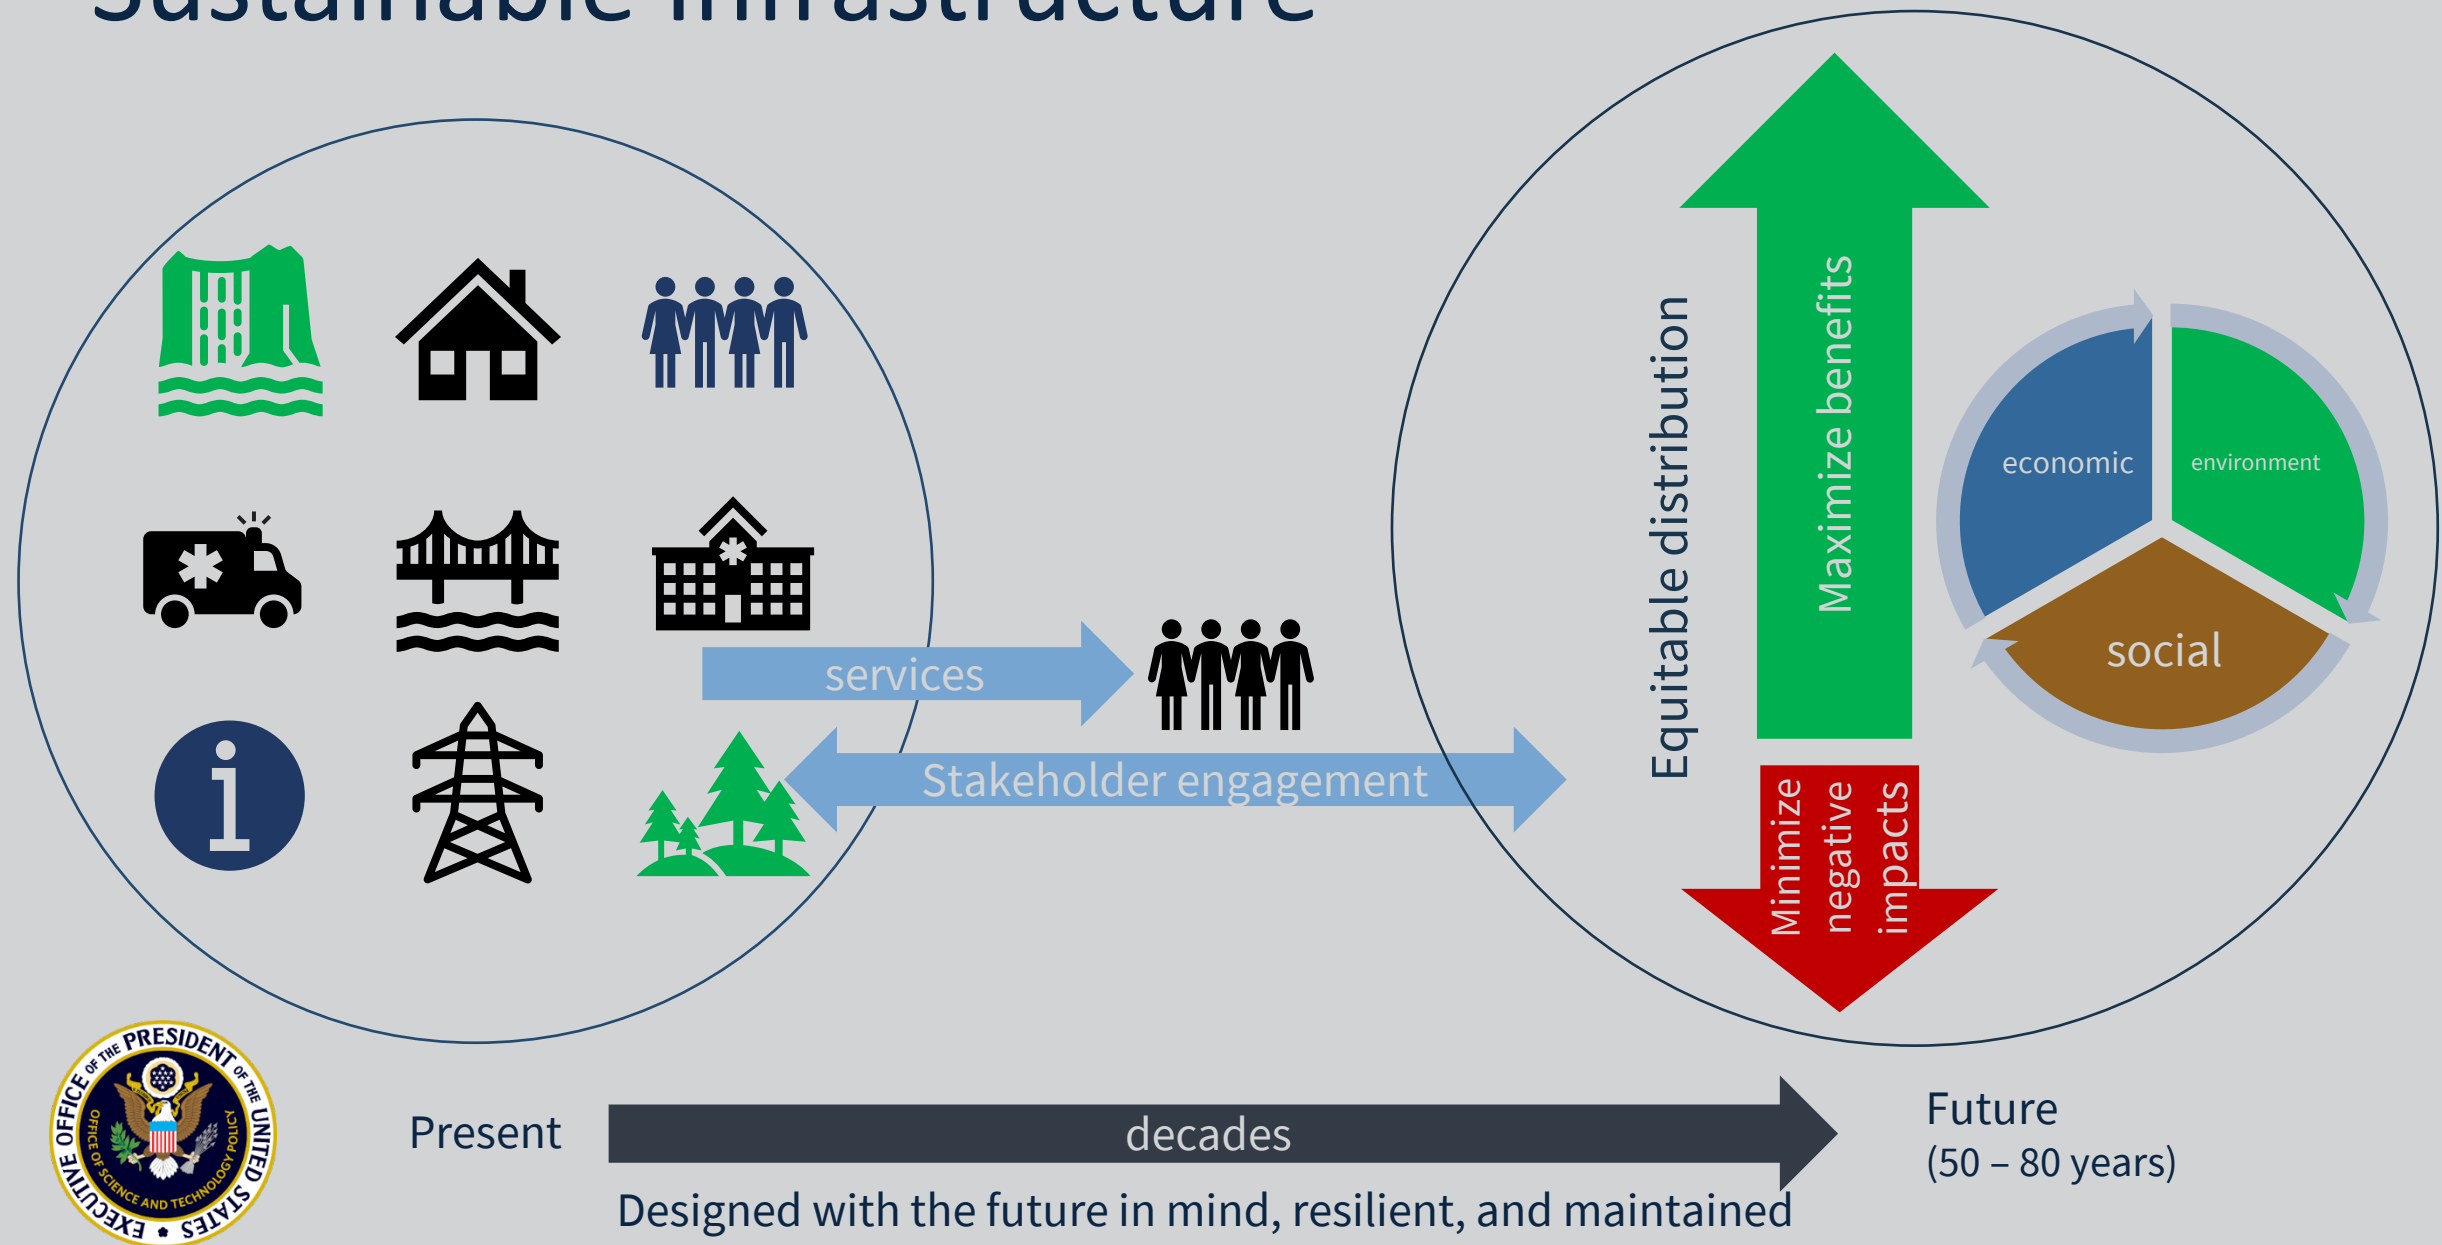 Sustainable Infrastructure
services
Stakeholder engagement
Equitable distribution
Maximize benefits
Minimize
negative
impacts
economic
environment
social
i
Present
decades
Future
(50 – 80 years)
Designed with the future in mind, resilient, and maintained
EXECUTIVE OFFICE OF THE PRESIDENT OF THE UNITED STATES
OFFICE OF SCIENCE AND TECHNOLOGY POLICY